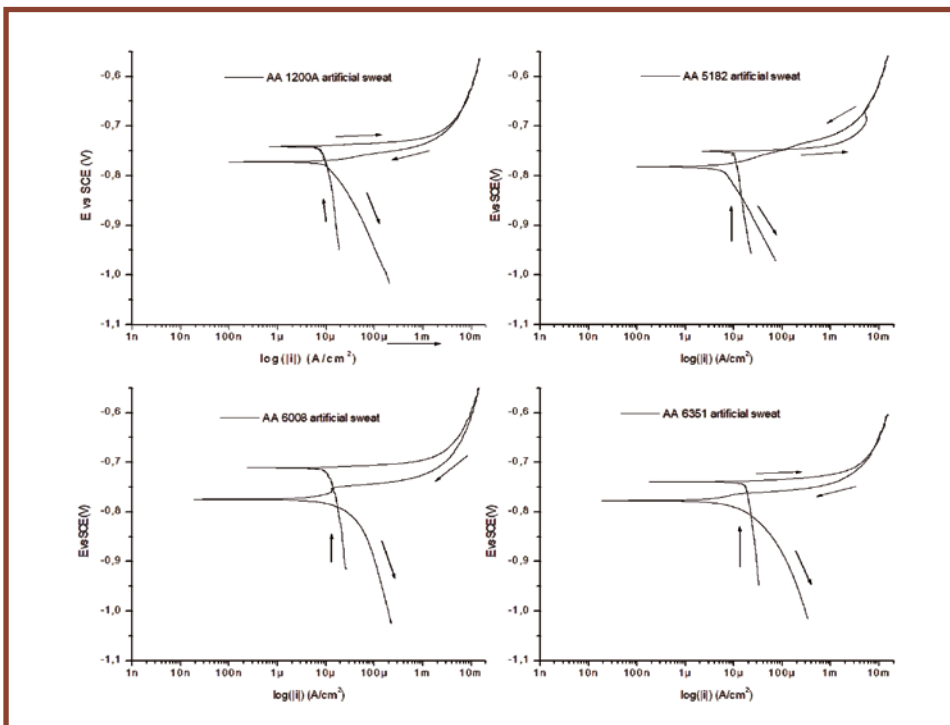 AA 1200A artificial sweat
E vs SCE (V)
-0,6
-0,7
-0,8
-0,9
-1,0
-1,1
1n 10n 100n 1µ 10µ 100µ 1m 10m
log(|i|) (A/cm²)
AA 5182 artificial sweat
EvsSCE(V)
-0,6
-0,7
-0,8
-0,9
-1,0
-1,1
1n 10n 100n 1µ 10µ 100µ 1m 10m
log(|i|) (A/cm²)
AA 6008 artificial sweat
EvsSCE(V)
-0,6
-0,7
-0,8
-0,9
-1,0
-1,1
1n 10n 100n 1µ 10µ 100µ 1m 10m
log(|i|) (A/cm²)
AA 6351 artificial sweat
EvsSCE(V)
-0,6
-0,7
-0,8
-0,9
-1,0
-1,1
1n 10n 100n 1µ 10µ 100µ 1m 10m
log(|i|) (A/cm²)